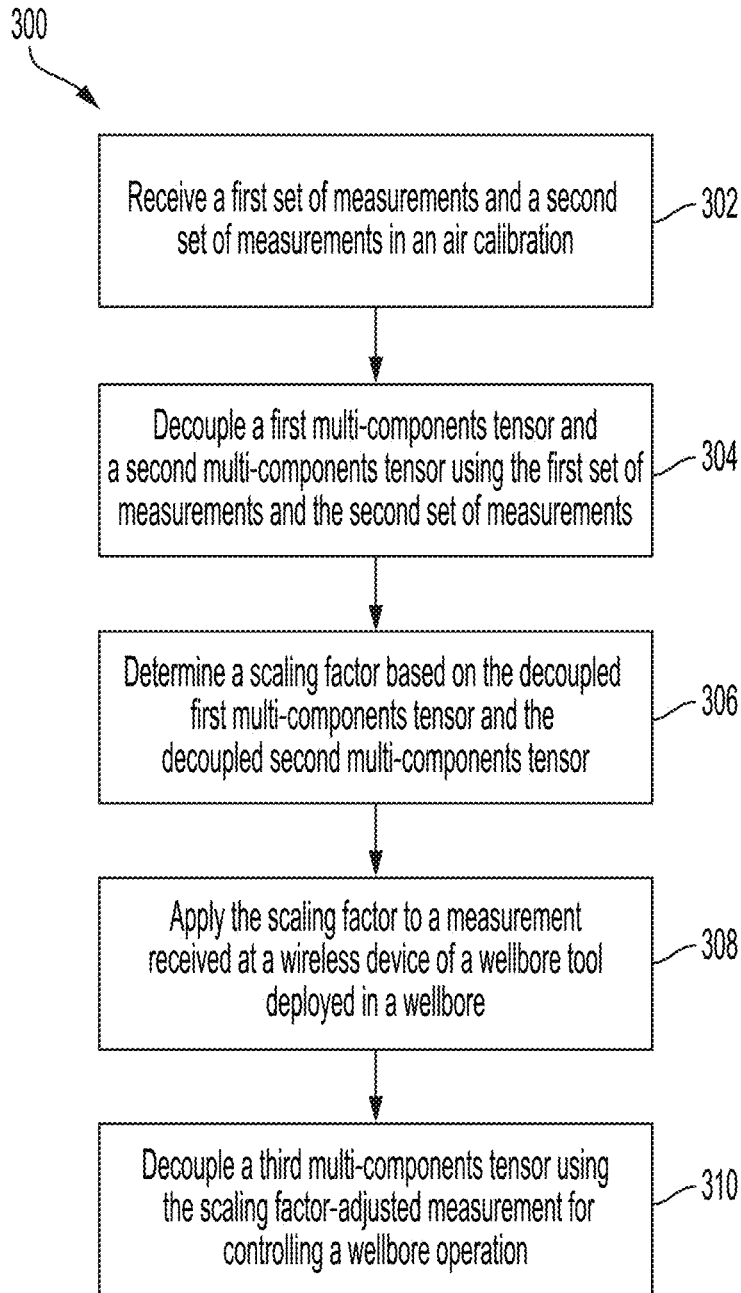 300
Receive a first set of measurements and a second
set of measurements in an air calibration
302
Decouple a first multi-components tensor and
a second multi-components tensor using the first set of
measurements and the second set of measurements
304
Determine a scaling factor based on the decoupled
first multi-components tensor and the
decoupled second multi-components tensor
306
Apply the scaling factor to a measurement
received at a wireless device of a wellbore tool
deployed in a wellbore
308
Decouple a third multi-components tensor using
the scaling factor-adjusted measurement for
controlling a wellbore operation
310